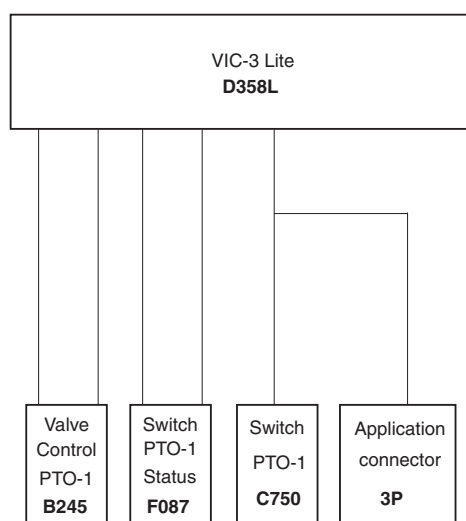 VIC-3 Lite
D358L
Valve
Control
PTO-1
B245
Switch
PTO-1
Status
F087
Switch
PTO-1
C750
Application
connector
3P